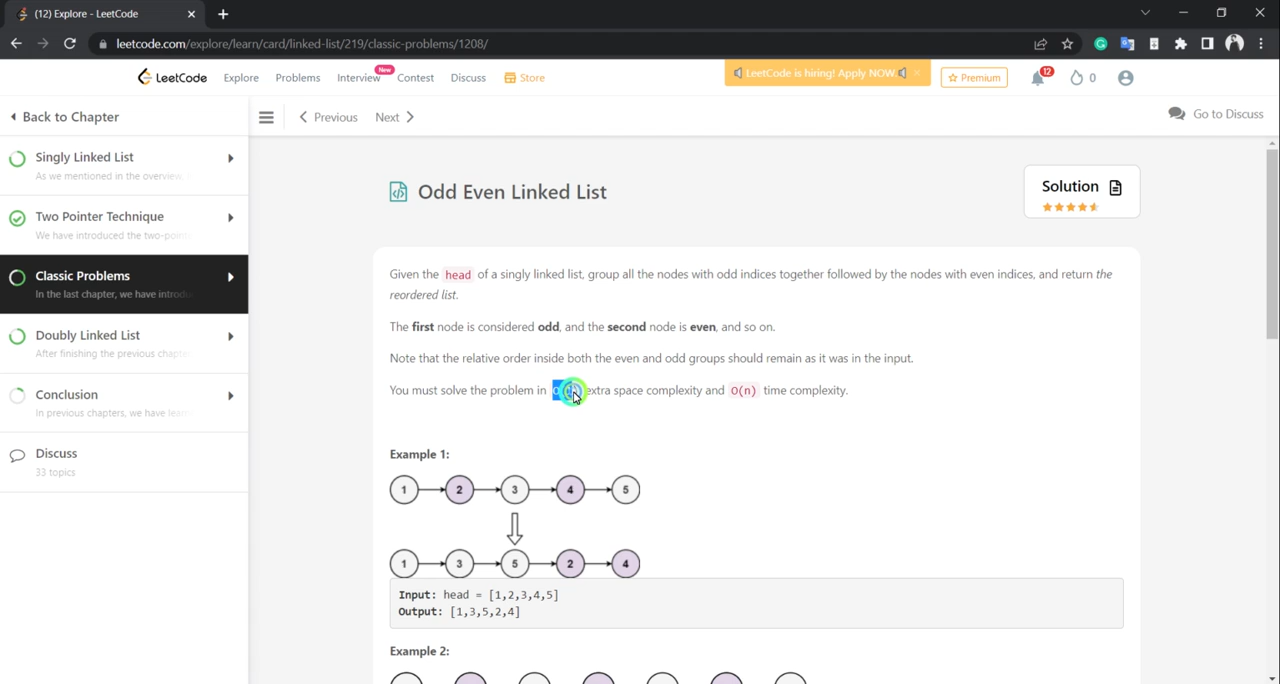 (12) Explore - LeetCode
leetcode.com/explore/learn/card/linked-list/219/classic-problems/1208/
LeetCode
Explore
Problems
Interview
New
Contest
Discuss
Store
LeetCode is hiring! Apply NOW.
Premium
12
0
Back to Chapter
Previous
Next
Go to Discuss
Singly Linked List
As we mentioned in the overview,
Two Pointer Technique
We have introduced the
Classic Problems
In the last chapter, we have
Doubly Linked List
After finishing the previous
Conclusion
In previous chapters, we have
Discuss
33 topics
Odd Even Linked List
Solution
Given the head of a singly linked list, group all the nodes with odd indices together followed by the nodes with even indices, and return the
reordered list.
The first node is considered odd, and the second node is even, and so on.
Note that the relative order inside both the even and odd groups should remain as it was in the input.
You must solve the problem in extra space complexity and O(n) time complexity.
Example 1:
1 2 3 4 5
1 3 5 2 4
Input: head = [1,2,3,4,5]
Output: [1,3,5,2,4]
Example 2: